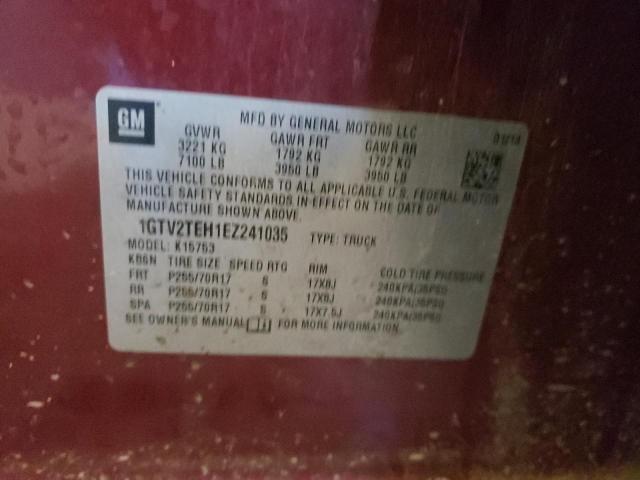 GM
MFD BY GENERAL MOTORS LLC
GVWR GAWR FRT GAWR RR
3221 KG 1792 KG 1792 KG
7100 LB 3950 LB 3950 LB
THIS VEHICLE CONFORMS TO ALL APPLICABLE U.S. FEDERAL MOTOR
VEHICLE SAFETY STANDARDS IN EFFECT ON THE DATE OF
MANUFACTURE SHOWN ABOVE.
1GTV2TEH1EZ241035 TYPE: TRUCK
MODEL: K15753
TIRE SIZE SPEED RTG RIM COLD TIRE PRESSURE
FRT P255/70R17 S 17X8J 240KPA(35PSI)
RR P255/70R17 S 17X8J 240KPA(35PSI)
SPA P255/70R17 S 17X7.5J 240KPA(35PSI)
SEE OWNER'S MANUAL FOR MORE INFORMATION.